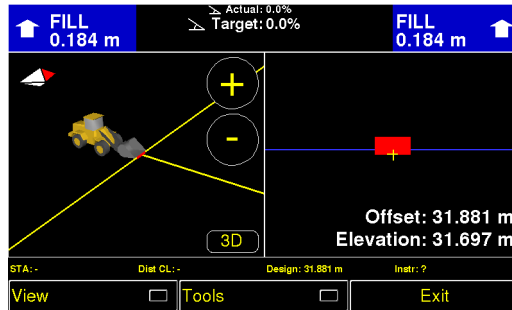 FILL
0.184 m
Actual: 0.0%
Target: 0.0%
FILL
0.184 m
+
-
3D
Offset: 31.881 m
Elevation: 31.697 m
STA: - Dist CL: - Design: 31.881 m Instr: ?
View Tools Exit